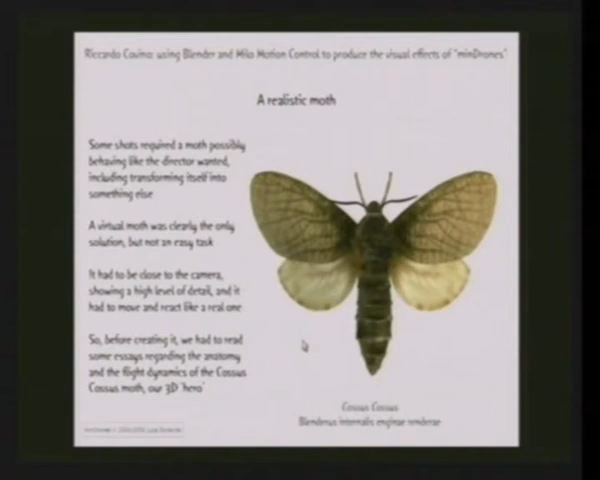 Riccardo Covino: using Blender and Milo Motion Control to produce the visual effects of "minDrones"
A realistic moth
Some shots required a moth possibly
behaving like the director wanted,
including transforming itself into
something else
A virtual moth was clearly the only
solution, but not an easy task
It had to be close to the camera,
showing a high level of detail, and it
had to move and react like a real one
So, before creating it, we had to read
some essays regarding the anatomy
and the flight dynamics of the Cossus
Cossus moth, our 3D 'hero'
Cossus Cossus
Blenderus internalis enginae renderae